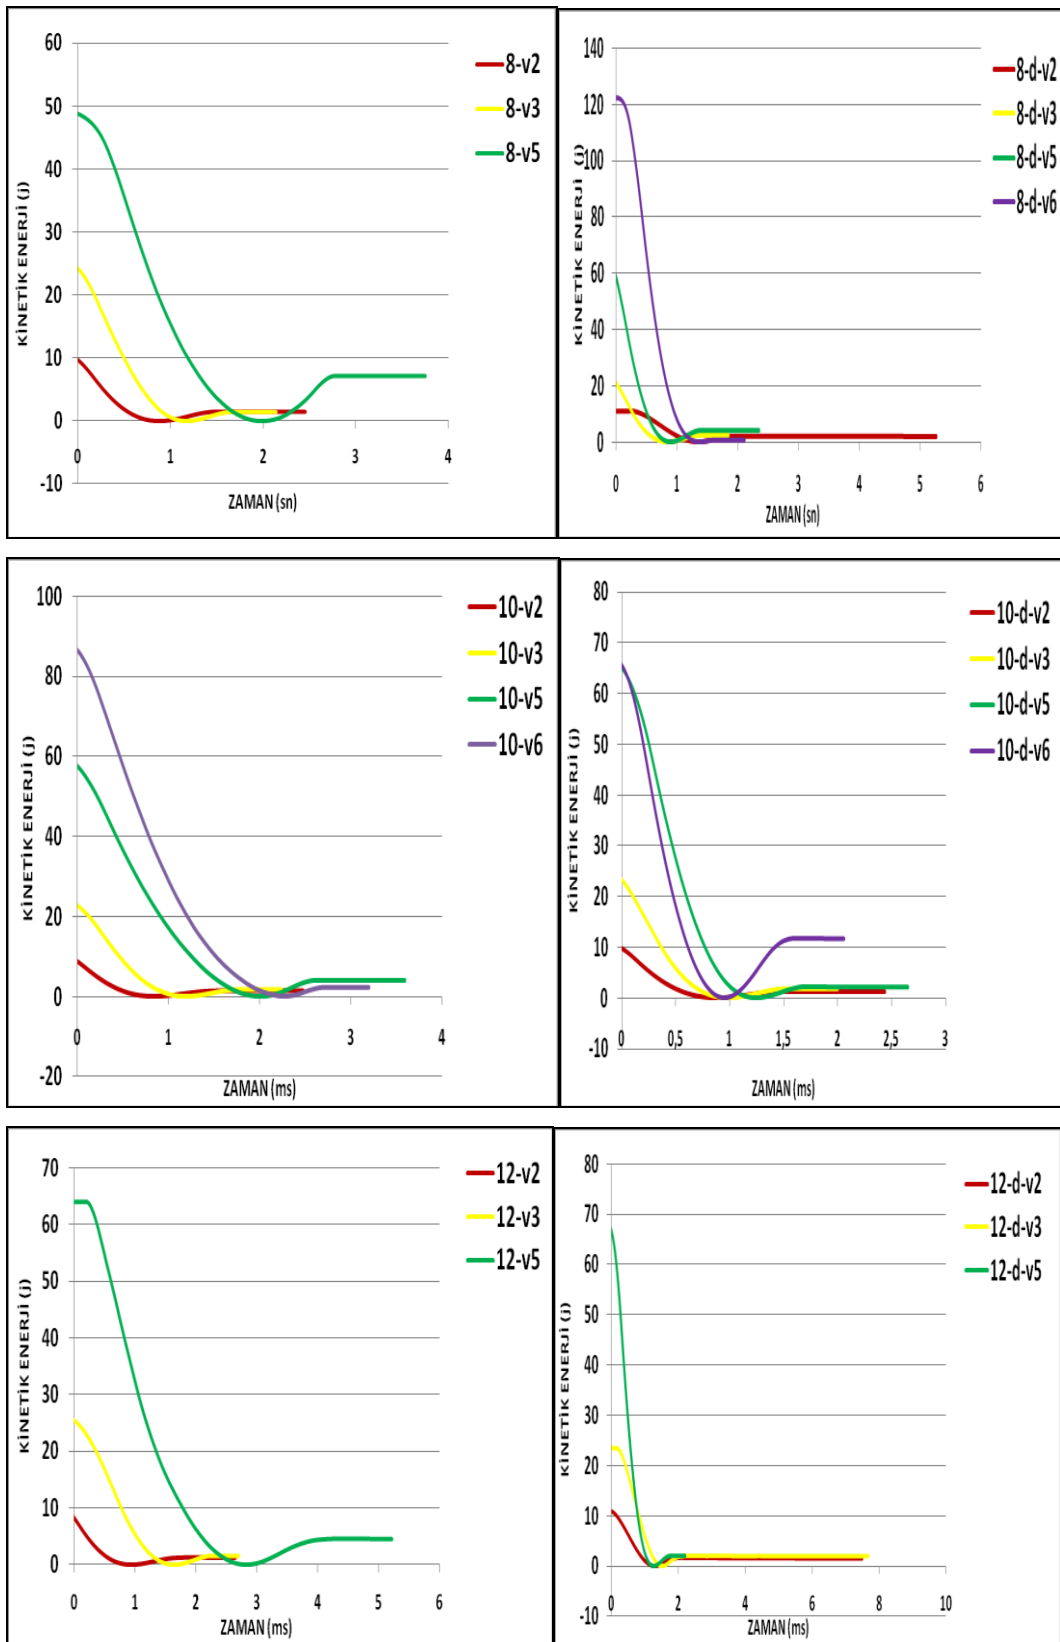 60
50
40
30
20
10
0
-10
0 1 2 3 4
KİNETİK ENERJİ (j)
ZAMAN (sn)
8-v2
8-v3
8-v5
140
120
100
80
60
40
20
0
0 1 2 3 4 5 6
KİNETİK ENERJİ (j)
ZAMAN (sn)
8-d-v2
8-d-v3
8-d-v5
8-d-v6
100
80
60
40
20
0
-20
0 1 2 3 4
KİNETİK ENERJİ (j)
ZAMAN (ms)
10-v2
10-v3
10-v5
10-v6
80
70
60
50
40
30
20
10
0
-10
0 0,5 1 1,5 2 2,5 3
KİNETİK ENERJİ (j)
ZAMAN (ms)
10-d-v2
10-d-v3
10-d-v5
10-d-v6
70
60
50
40
30
20
10
0
0 1 2 3 4 5 6
KİNETİK ENERJİ (j)
ZAMAN (ms)
12-v2
12-v3
12-v5
80
70
60
50
40
30
20
10
0
-10
0 2 4 6 8 10
KİNETİK ENERJİ (j)
ZAMAN (ms)
12-d-v2
12-d-v3
12-d-v5